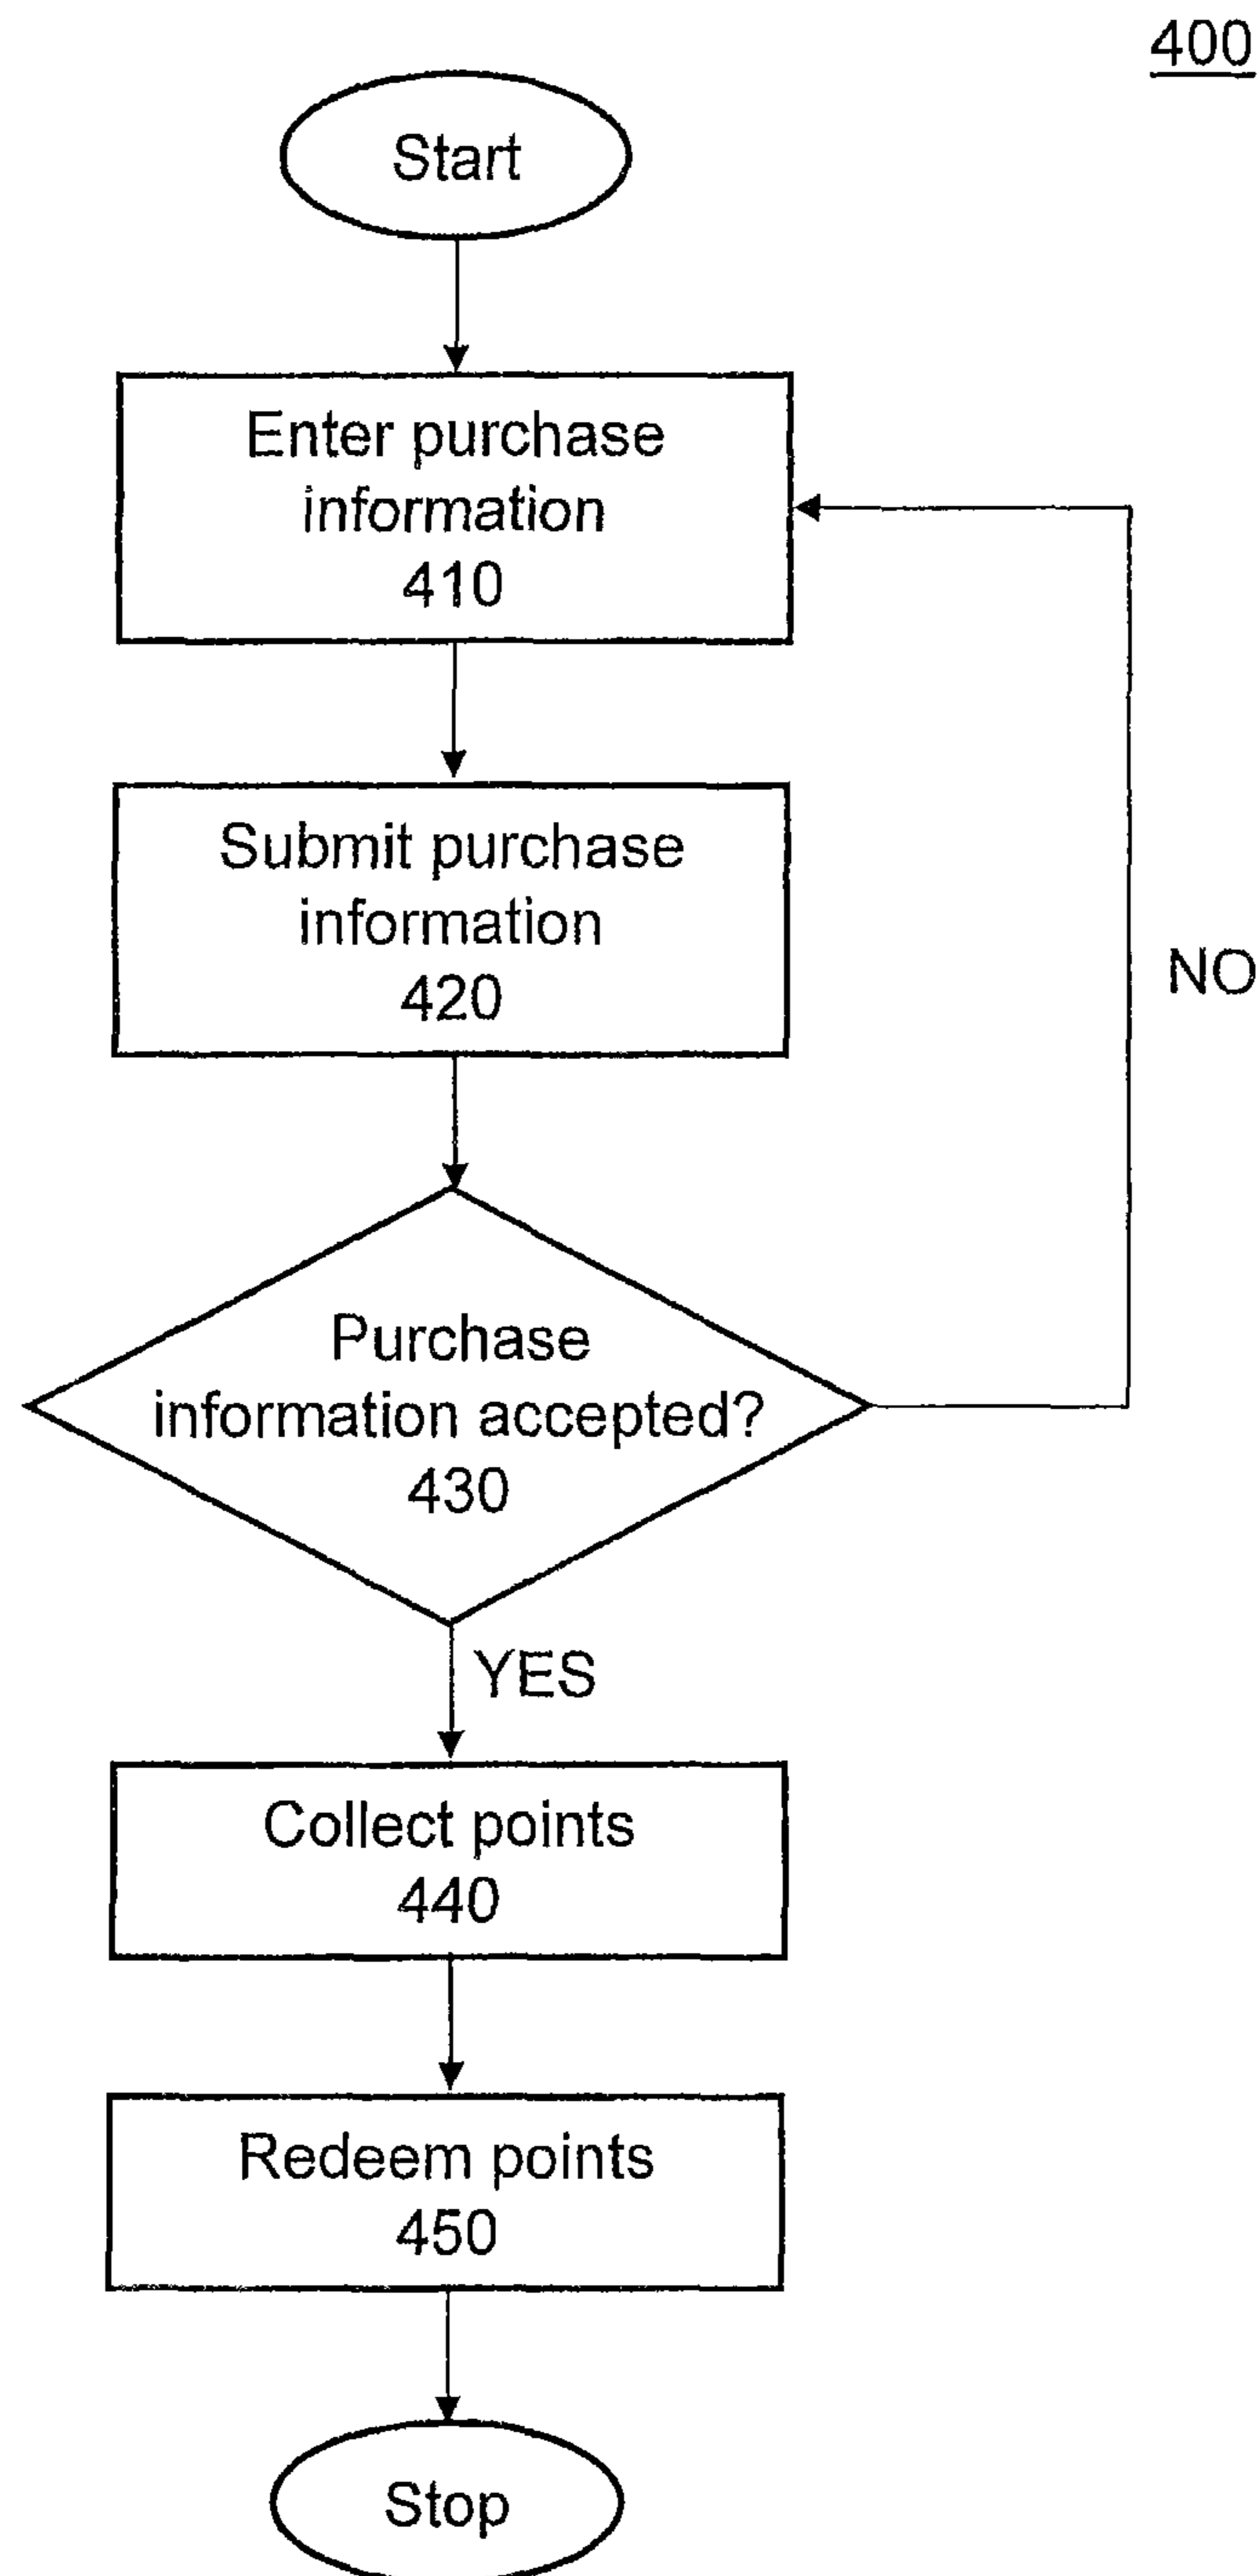 400
Start
Enter purchase
information
410
Submit purchase
information
420
NO
Purchase
information accepted?
430
YES
Collect points
440
Redeem points
450
Stop